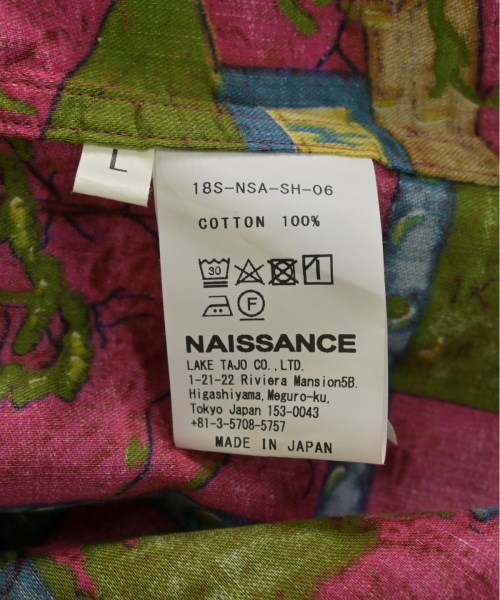 L
18S-NSA-SH-06
COTTON 100%
30
F
NAISSANCE
LAKE TAJO CO.,LTD.
1-21-22 Riviera Mansion5B.
Higashiyama,Meguro-ku,
Tokyo Japan 153-0043
+81-3-5708-5757
MADE IN JAPAN